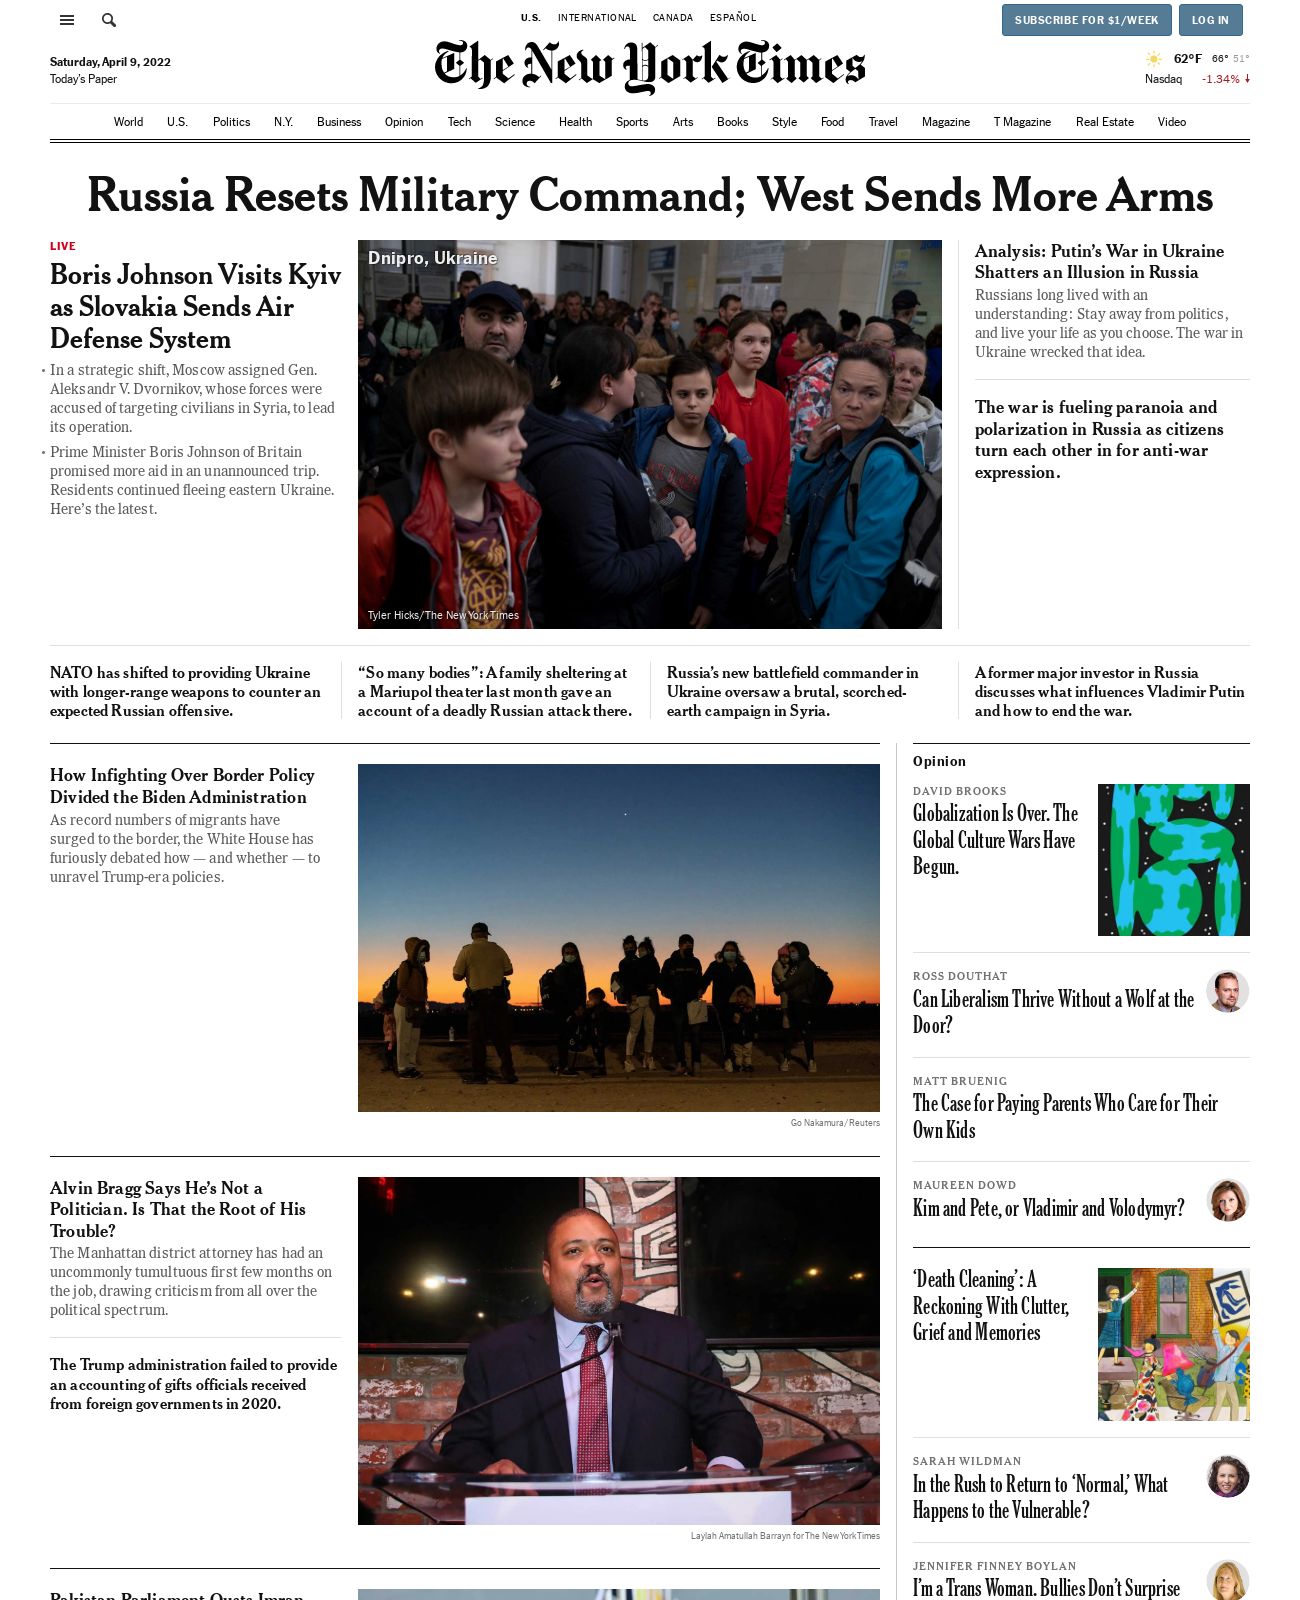 U.S. INTERNATIONAL CANADA ESPAÑOL
SUBSCRIBE FOR $1/WEEK
LOG IN
Saturday, April 9, 2022
Today's Paper
The New York Times
62°F 66° 51°
Nasdaq -1.34%
World U.S. Politics N.Y. Business Opinion Tech Science Health Sports Arts Books Style Food Travel Magazine T Magazine Real Estate Video
Russia Resets Military Command; West Sends More Arms
LIVE
Boris Johnson Visits Kyiv
as Slovakia Sends Air
Defense System
• In a strategic shift, Moscow assigned Gen.
Aleksandr V. Dvornikov, whose forces were
accused of targeting civilians in Syria, to lead
its operation.
• Prime Minister Boris Johnson of Britain
promised more aid in an unannounced trip.
Residents continued fleeing eastern Ukraine.
Here's the latest.
Dnipro, Ukraine
Tyler Hicks/The New York Times
Analysis: Putin's War in Ukraine
Shatters an Illusion in Russia
Russians long lived with an
understanding: Stay away from politics,
and live your life as you choose. The war in
Ukraine wrecked that idea.
The war is fueling paranoia and
polarization in Russia as citizens
turn each other in for anti-war
expression.
NATO has shifted to providing Ukraine
with longer-range weapons to counter an
expected Russian offensive.
“So many bodies”: A family sheltering at
a Mariupol theater last month gave an
account of a deadly Russian attack there.
Russia's new battlefield commander in
Ukraine oversaw a brutal, scorched-
earth campaign in Syria.
A former major investor in Russia
discusses what influences Vladimir Putin
and how to end the war.
How Infighting Over Border Policy
Divided the Biden Administration
As record numbers of migrants have
surged to the border, the White House has
furiously debated how — and whether — to
unravel Trump-era policies.
Go Nakamura/Reuters
Alvin Bragg Says He's Not a
Politician. Is That the Root of His
Trouble?
The Manhattan district attorney has had an
uncommonly tumultuous first few months on
the job, drawing criticism from all over the
political spectrum.
The Trump administration failed to provide
an accounting of gifts officials received
from foreign governments in 2020.
Laylah Amatullah Barrayn for The New York Times
Pakistan Parliament Ousts Imran
Opinion
DAVID BROOKS
Globalization Is Over. The
Global Culture Wars Have
Begun.
ROSS DOUTHAT
Can Liberalism Thrive Without a Wolf at the
Door?
MATT BRUENIG
The Case for Paying Parents Who Care for Their
Own Kids
MAUREEN DOWD
Kim and Pete, or Vladimir and Volodymyr?
‘Death Cleaning’: A
Reckoning With Clutter,
Grief and Memories
SARAH WILDMAN
In the Rush to Return to ‘Normal,’ What
Happens to the Vulnerable?
JENNIFER FINNEY BOYLAN
I'm a Trans Woman. Bullies Don't Surprise